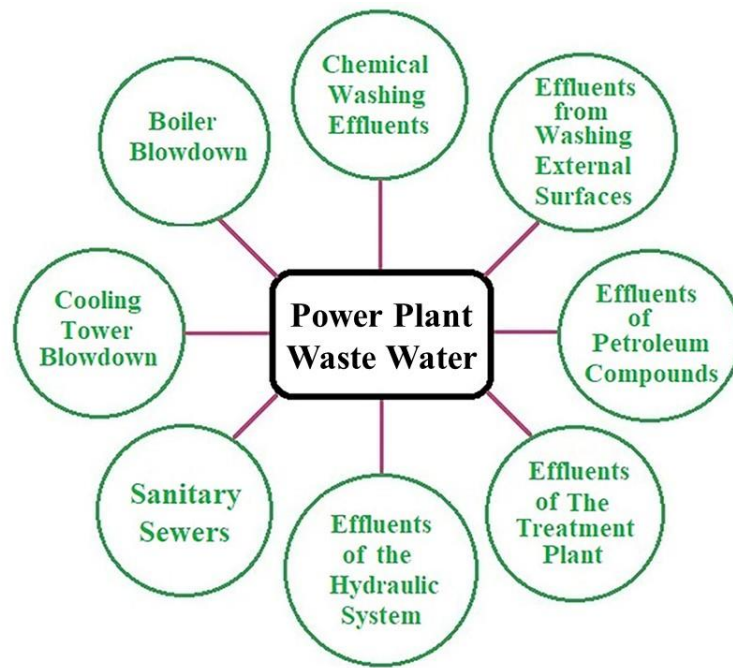 Chemical
Washing
Effluents
Effluents
from
Washing
External
Surfaces
Effluents
of
Petroleum
Compounds
Effluents
of The
Treatment
Plant
Effluents
of the
Hydraulic
System
Sanitary
Sewers
Cooling
Tower
Blowdown
Boiler
Blowdown
Power Plant
Waste Water